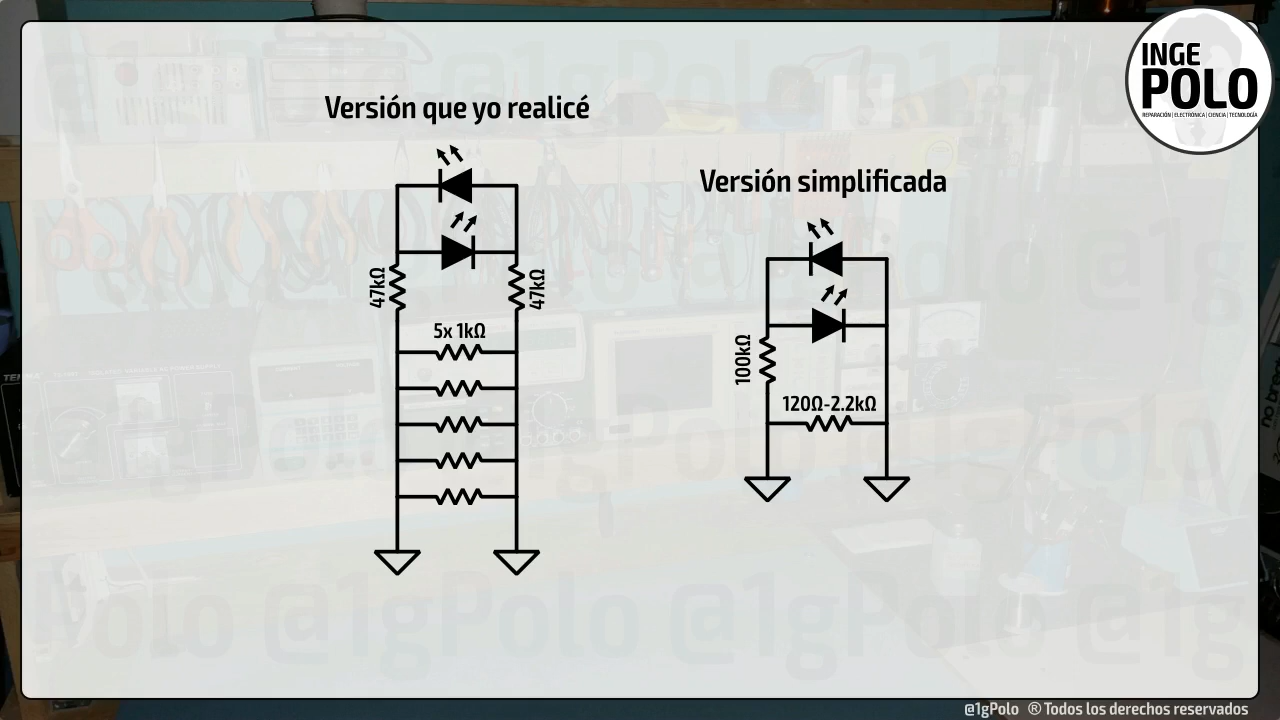 INGE
POLO
REPARACIÓN | ELECTRÓNICA | CIENCIA | TECNOLOGÍA
Versión que yo realicé
47kΩ
47kΩ
5x 1kΩ
Versión simplificada
100kΩ
120Ω-2.2kΩ
@1gPolo ® Todos los derechos reservados